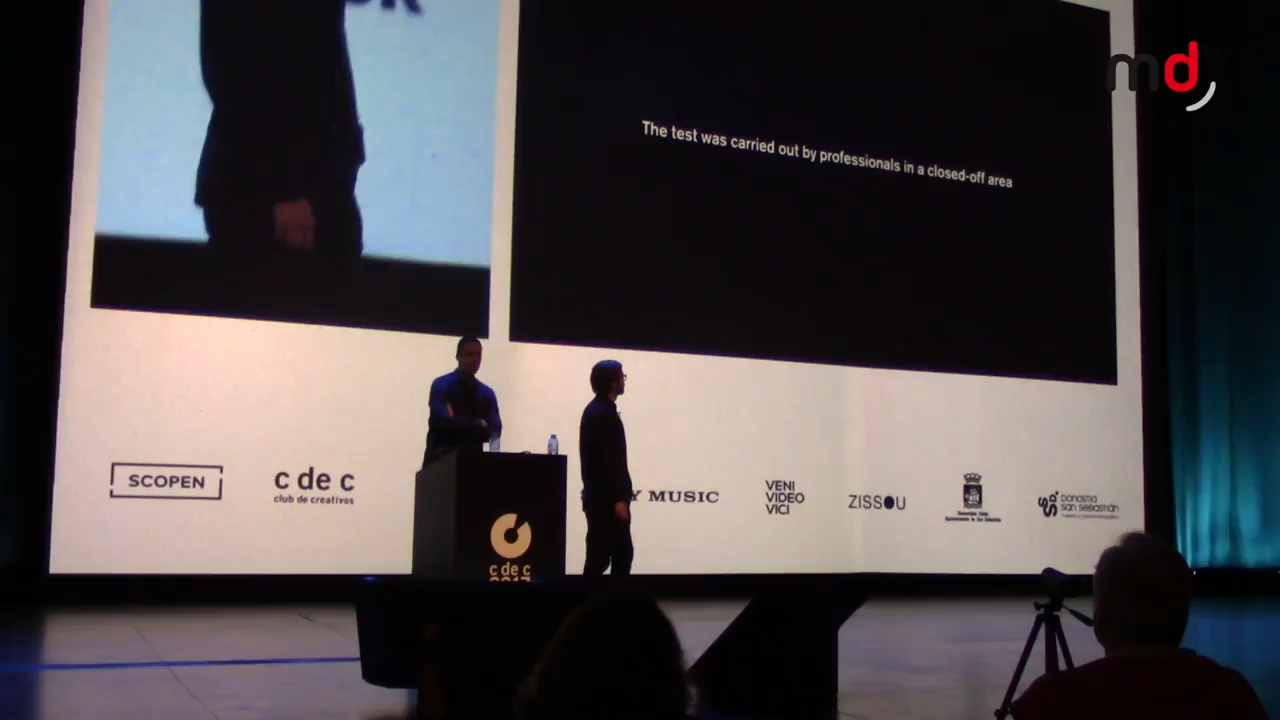 md
The test was carried out by professionals in a closed-off area
SCOPEN
c de c
club de creativos
Y MUSIC
VENI
VIDEO
VICI
ZISSOU
Donostia
san sebastián
c de c
2017